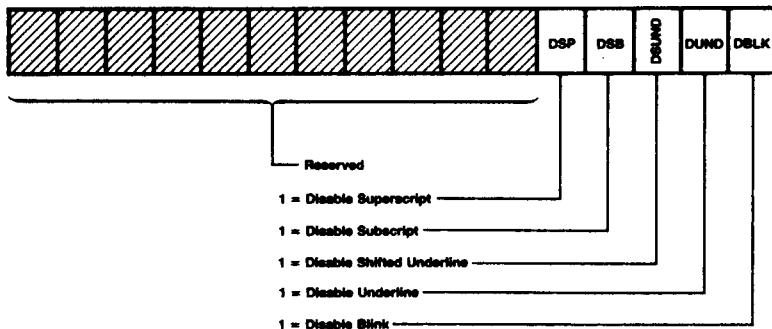 DSP DSB DSUND DUND DBLK
Reserved
1 = Disable Superscript
1 = Disable Subscript
1 = Disable Shifted Underline
1 = Disable Underline
1 = Disable Blink